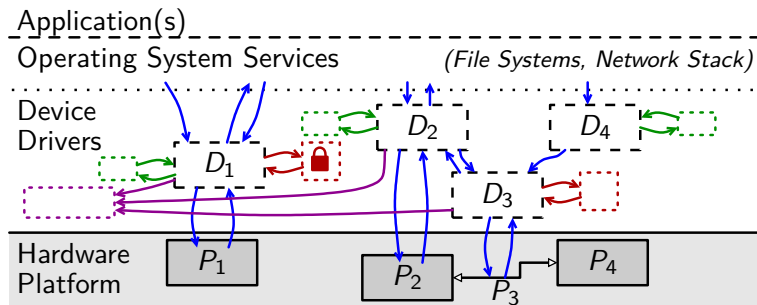 Application(s)
Operating System Services
(File Systems, Network Stack)
Device
Drivers
D2
D4
D1
D3
Hardware
Platform
P1
P2
P3
P4